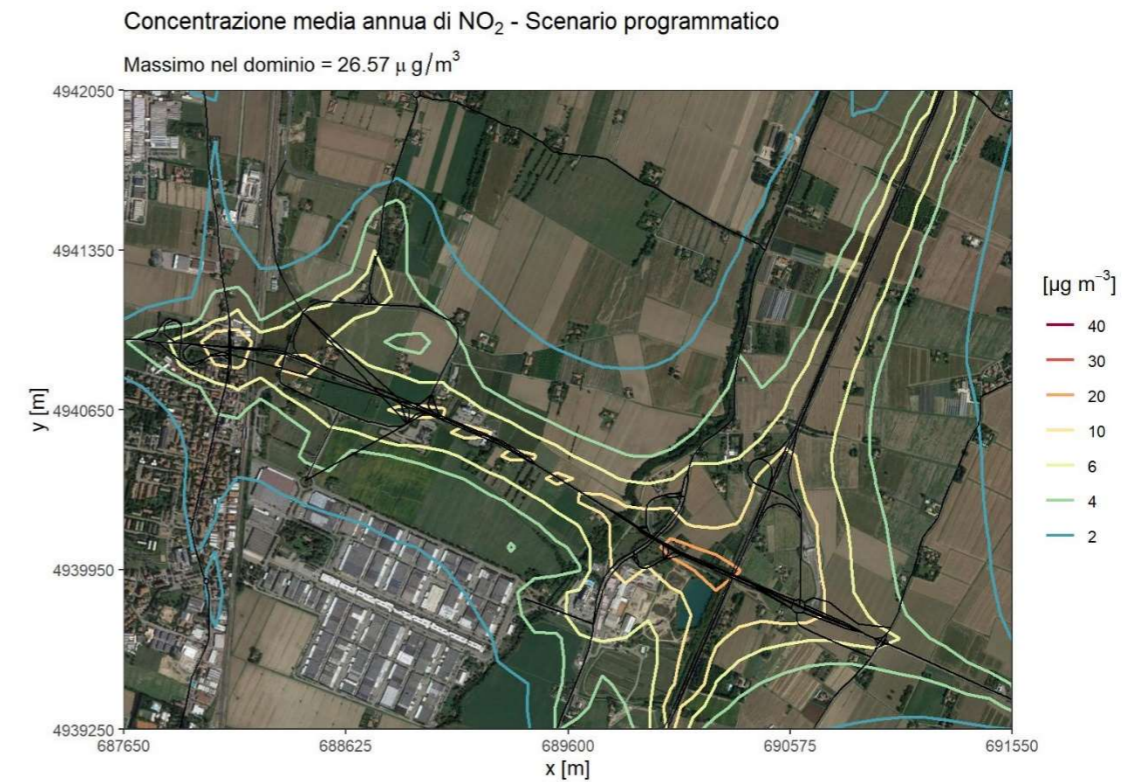 Concentrazione media annua di NO₂ - Scenario programmatico
Massimo nel dominio = 26.57 μ g/m³
4942050
4941350
4940650
4939950
4939250
y [m]
687650 688625 689600 690575 691550
x [m]
[µg m⁻³]
40
30
20
10
6
4
2